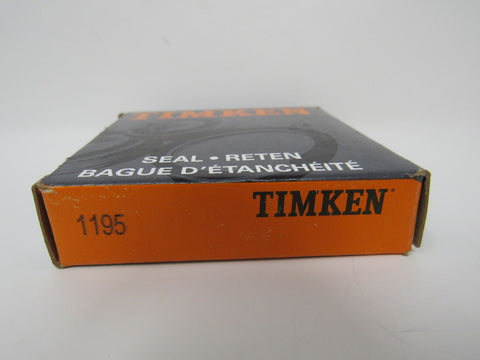 TIMKEN
SEAL • RETEN
BAGUE D'ÉTANCHÉITÉ
1195 TIMKEN®